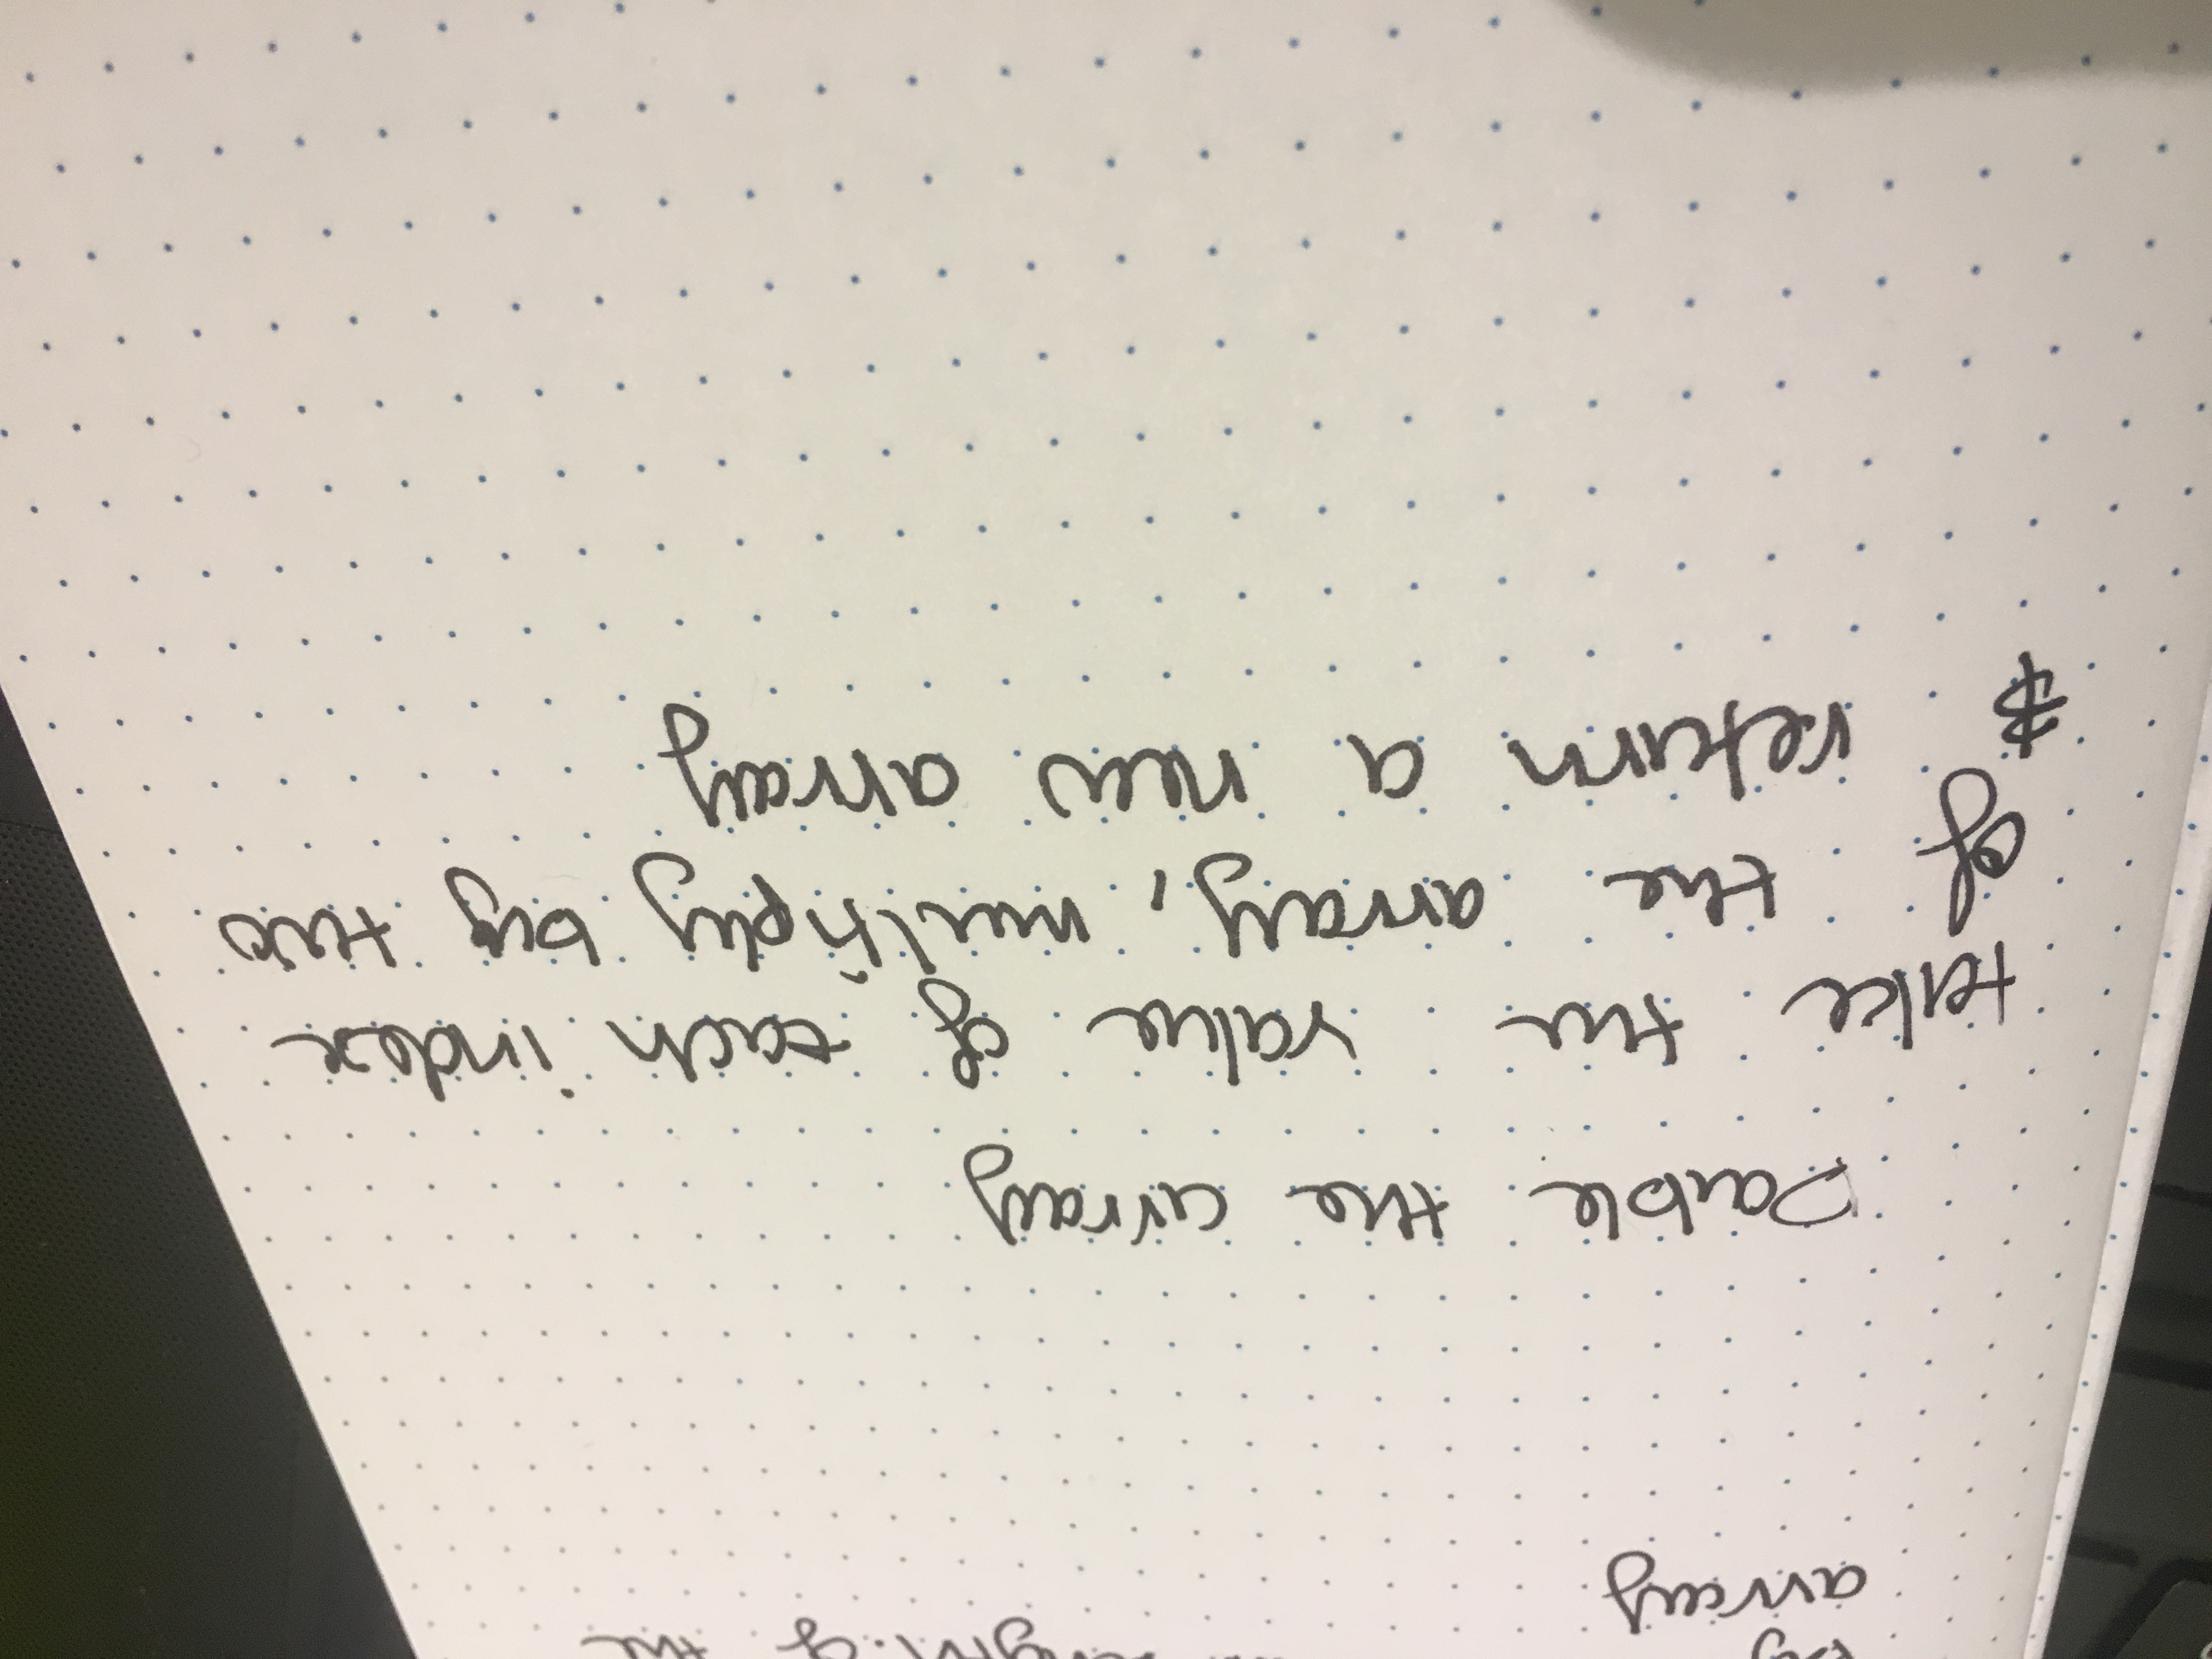 by length of the
array
Double the array
take the value of each index
of the array, multiply by two
& return a new array